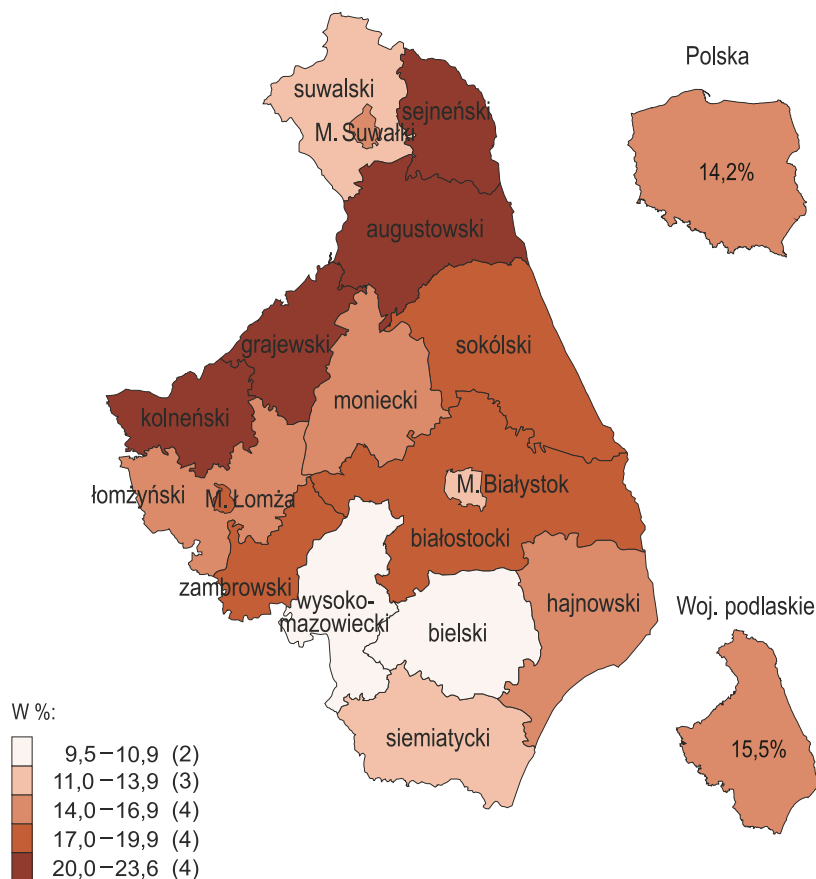 Polska
suwalski
sejneński
M. Suwałki
14,2%
augustowski
grajewski
sokólski
moniecki
kolneński
łomżyński
M. Łomża
M. Białystok
białostocki
zambrowski
wysoko-
mazowiecki
hajnowski
bielski
Woj. podlaskie
siemiatycki
15,5%
W %:
9,5–10,9 (2)
11,0–13,9 (3)
14,0–16,9 (4)
17,0–19,9 (4)
20,0–23,6 (4)